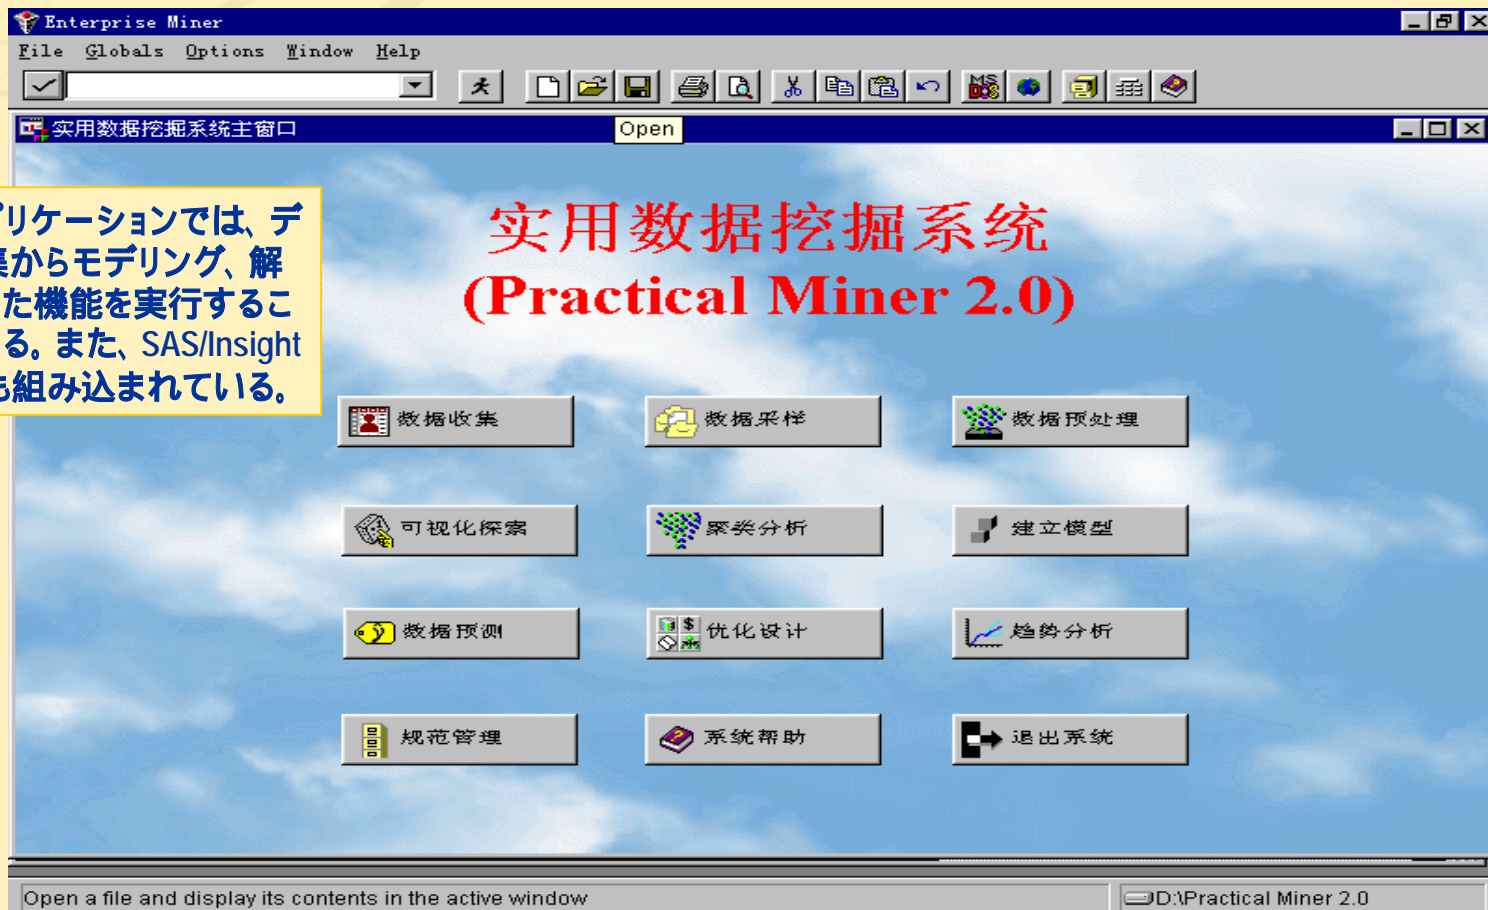 Enterprise Miner
File Globals Options Window Help
MS DOS
实用数据挖掘系统主窗口
Open
リケーションでは、デ
からモデリング、解
た機能を実行するこ
る。また、SAS/Insight
組み込まれている。
实用数据挖掘系统
(Practical Miner 2.0)
数据收集 数据采样 数据预处理
可视化探索 聚类分析 建立模型
数据预测 优化设计 趋势分析
规范管理 系统帮助 退出系统
Open a file and display its contents in the active window
D:\Practical Miner 2.0